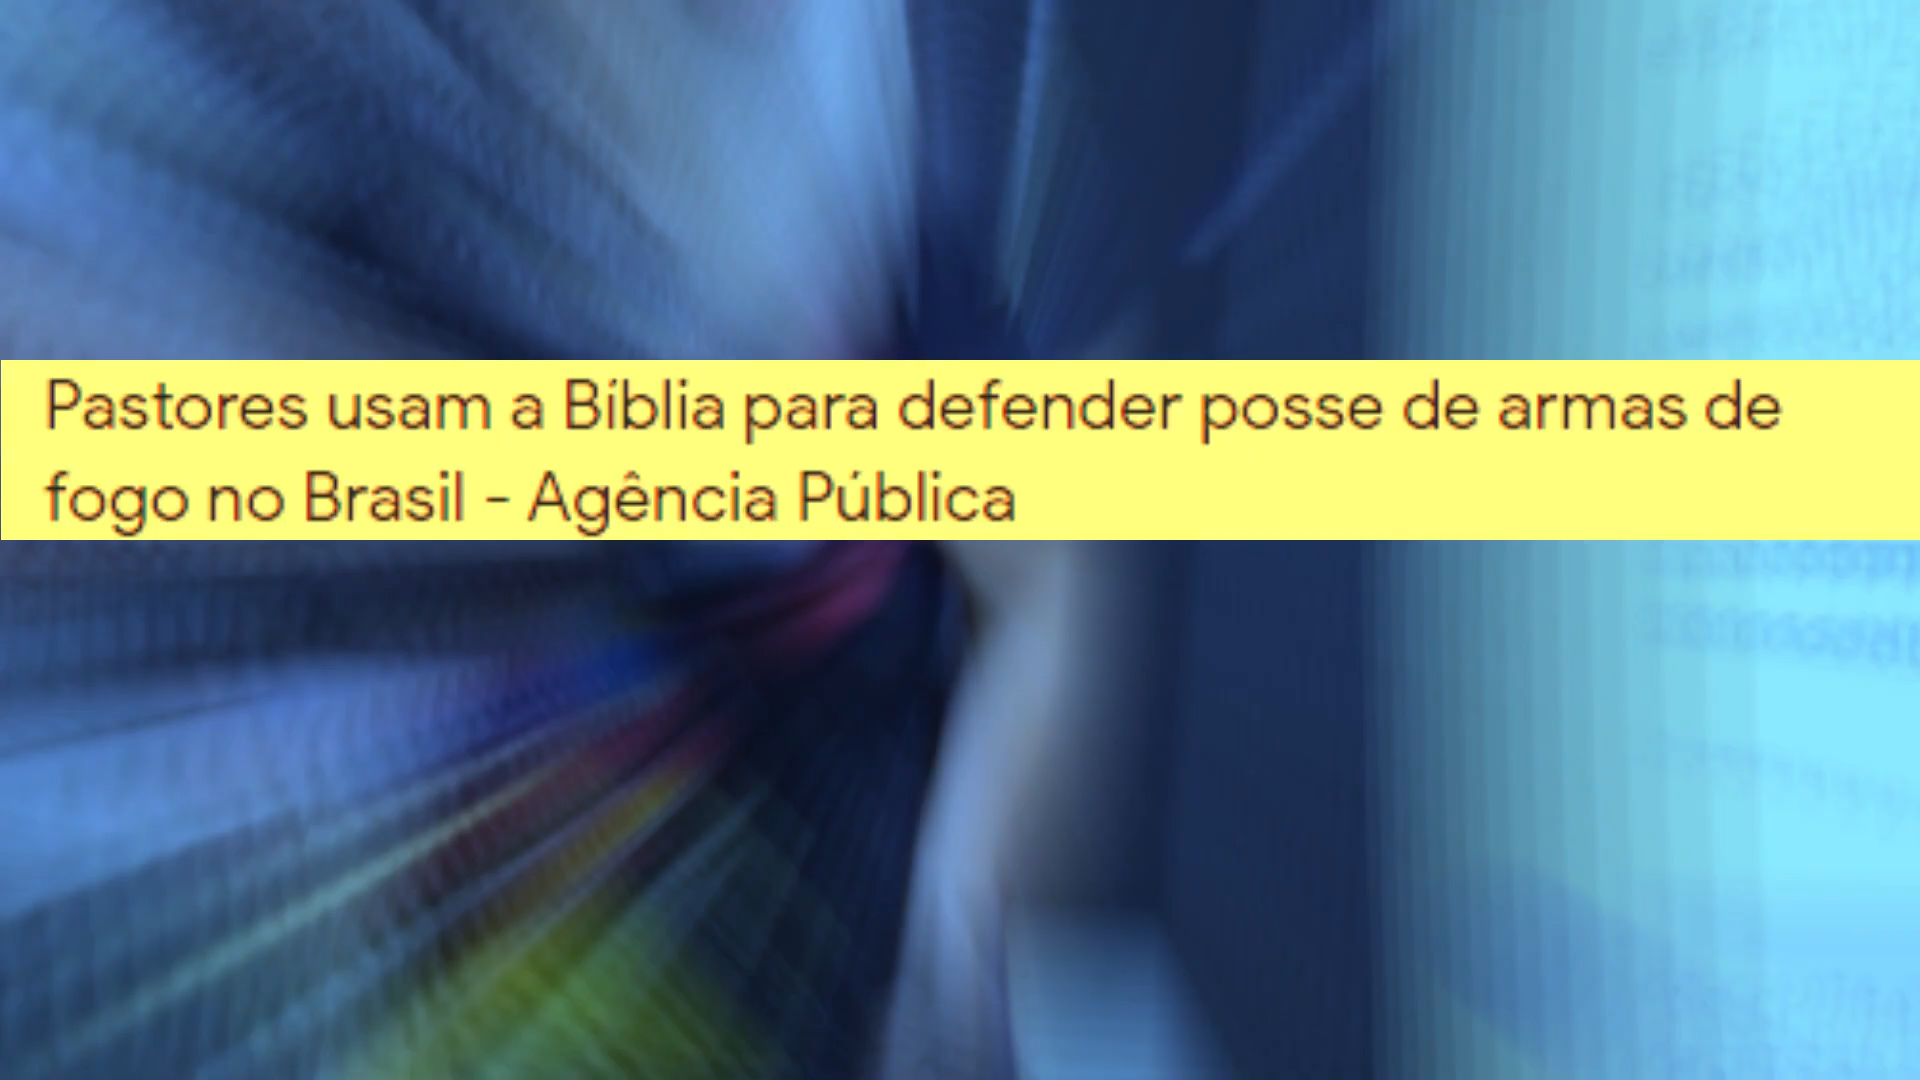 Pastores usam a Bíblia para defender posse de armas de
fogo no Brasil - Agência Pública